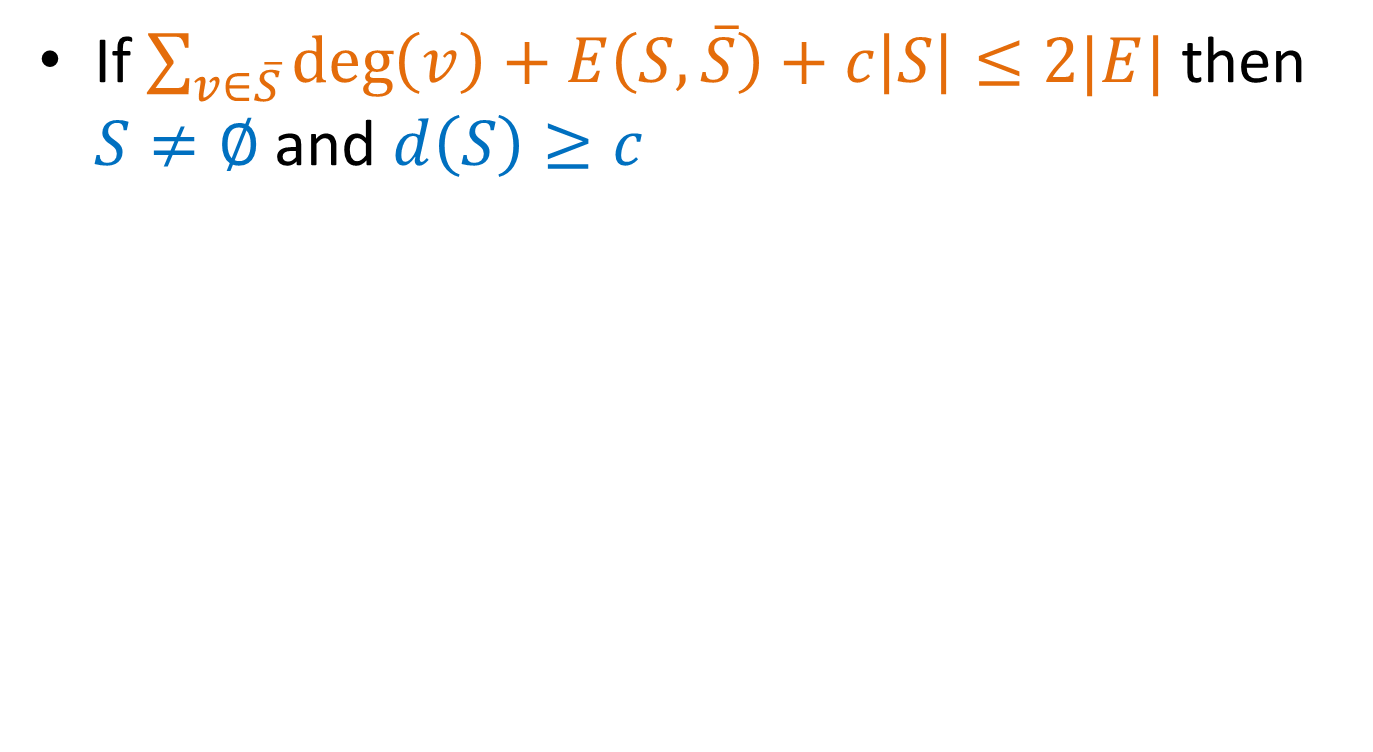 • If ∑_{v∈S̄} deg(v) + E(S, S̄) + c|S| ≤ 2|E| then
S ≠ ∅ and d(S) ≥ c